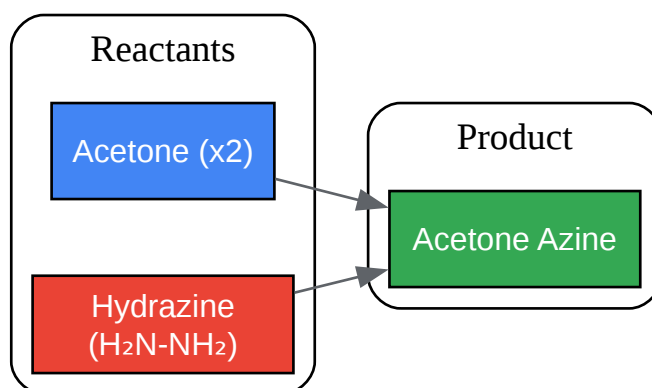 Reactants
Acetone (x2)
Hydrazine
(H₂N-NH₂)
Product
Acetone Azine